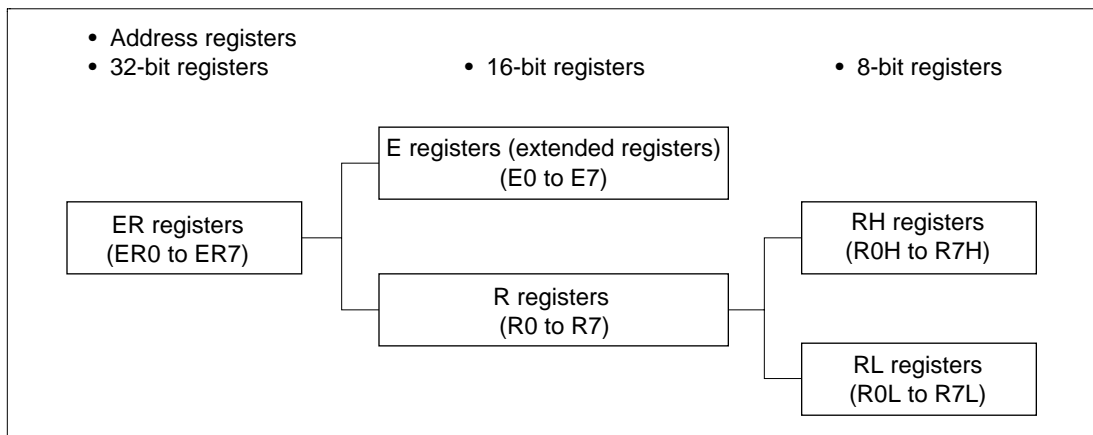 • Address registers
• 32-bit registers
• 16-bit registers
• 8-bit registers
E registers (extended registers)
(E0 to E7)
ER registers
(ER0 to ER7)
RH registers
(R0H to R7H)
R registers
(R0 to R7)
RL registers
(R0L to R7L)